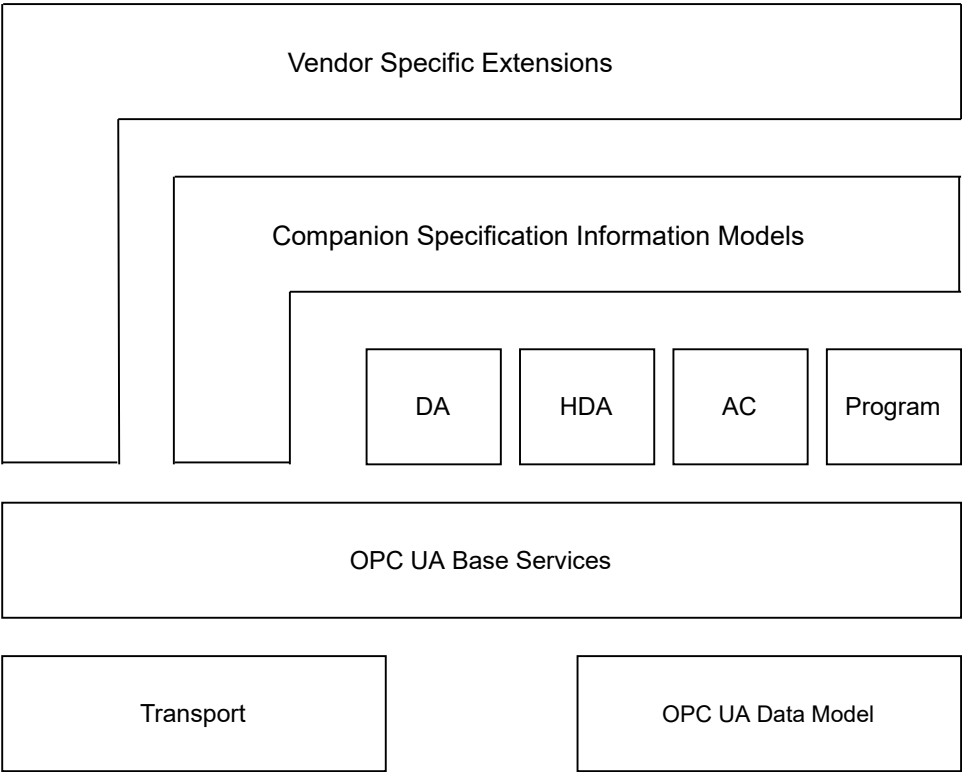 Vendor Specific Extensions
Companion Specification Information Models
DA
HDA
AC
Program
OPC UA Base Services
Transport
OPC UA Data Model